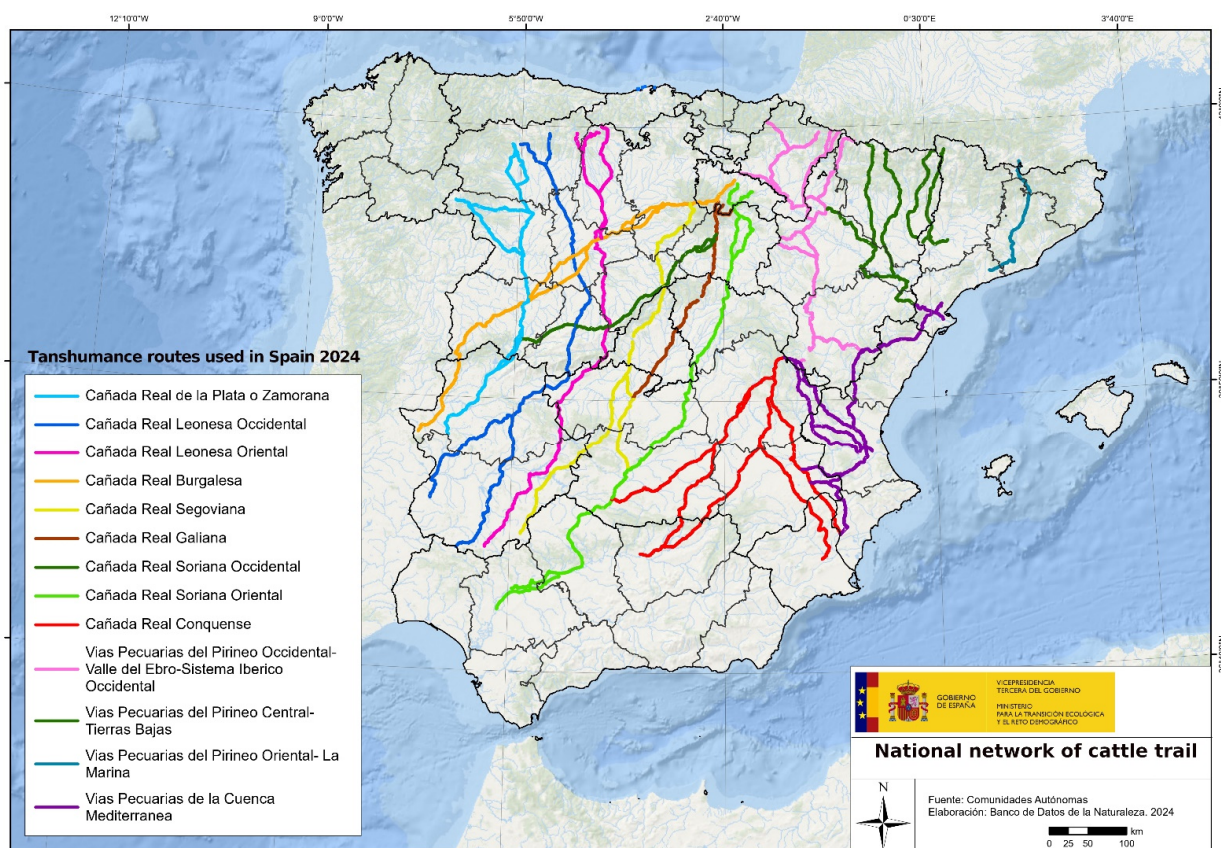 12°10'0"W 9°0'0"W 5°50'0"W 2°40'0"W 0°30'0"E 3°40'0"E
Tanshumance routes used in Spain 2024
Cañada Real de la Plata o Zamorana
Cañada Real Leonesa Occidental
Cañada Real Leonesa Oriental
Cañada Real Burgalesa
Cañada Real Segoviana
Cañada Real Galiana
Cañada Real Soriana Occidental
Cañada Real Soriana Oriental
Cañada Real Conquense
Vias Pecuarias del Pirineo Occidental-
Valle del Ebro-Sistema Iberico
Occidental
Vias Pecuarias del Pirineo Central-
Tierras Bajas
Vias Pecuarias del Pirineo Oriental- La
Marina
Vias Pecuarias de la Cuenca
Mediterranea
GOBIERNO
DE ESPAÑA
VICEPRESIDENCIA
TERCERA DEL GOBIERNO
MINISTERIO
PARA LA TRANSICIÓN ECOLÓGICA
Y EL RETO DEMOGRÁFICO
National network of cattle trail
N
Fuente: Comunidades Autónomas
Elaboración: Banco de Datos de la Naturaleza. 2024
km
0 25 50 100